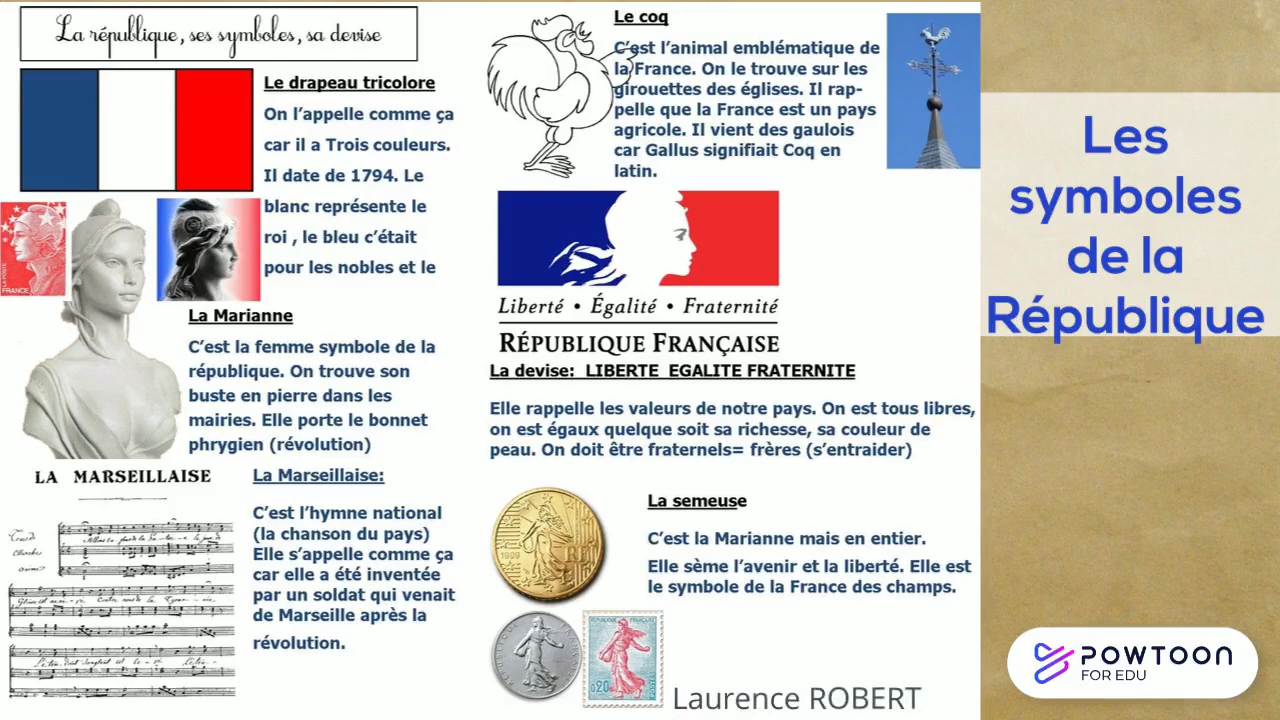 La république, ses symboles, sa devise
Le drapeau tricolore
On l’appelle comme ça
car il a Trois couleurs.
Il date de 1794. Le
blanc représente le
roi , le bleu c’était
pour les nobles et le
LA POSTE
FRANCE
La Marianne
C’est la femme symbole de la
république. On trouve son
buste en pierre dans les
mairies. Elle porte le bonnet
phrygien (révolution)
LA MARSEILLAISE
La Marseillaise:
C’est l’hymne national
(la chanson du pays)
Elle s’appelle comme ça
car elle a été inventée
par un soldat qui venait
de Marseille après la
révolution.
Le coq
C’est l’animal emblématique de
la France. On le trouve sur les
girouettes des églises. Il rap-
pelle que la France est un pays
agricole. Il vient des gaulois
car Gallus signifiait Coq en
latin.
Liberté • Égalité • Fraternité
RÉPUBLIQUE FRANÇAISE
La devise: LIBERTE EGALITE FRATERNITE
Elle rappelle les valeurs de notre pays. On est tous libres,
on est égaux quelque soit sa richesse, sa couleur de
peau. On doit être fraternels= frères (s’entraider)
La semeuse
C’est la Marianne mais en entier.
Elle sème l’avenir et la liberté. Elle est
le symbole de la France des champs.
1999
RF
0,20
Laurence ROBERT
Les
symboles
de la
République
POWTOON
FOR EDU